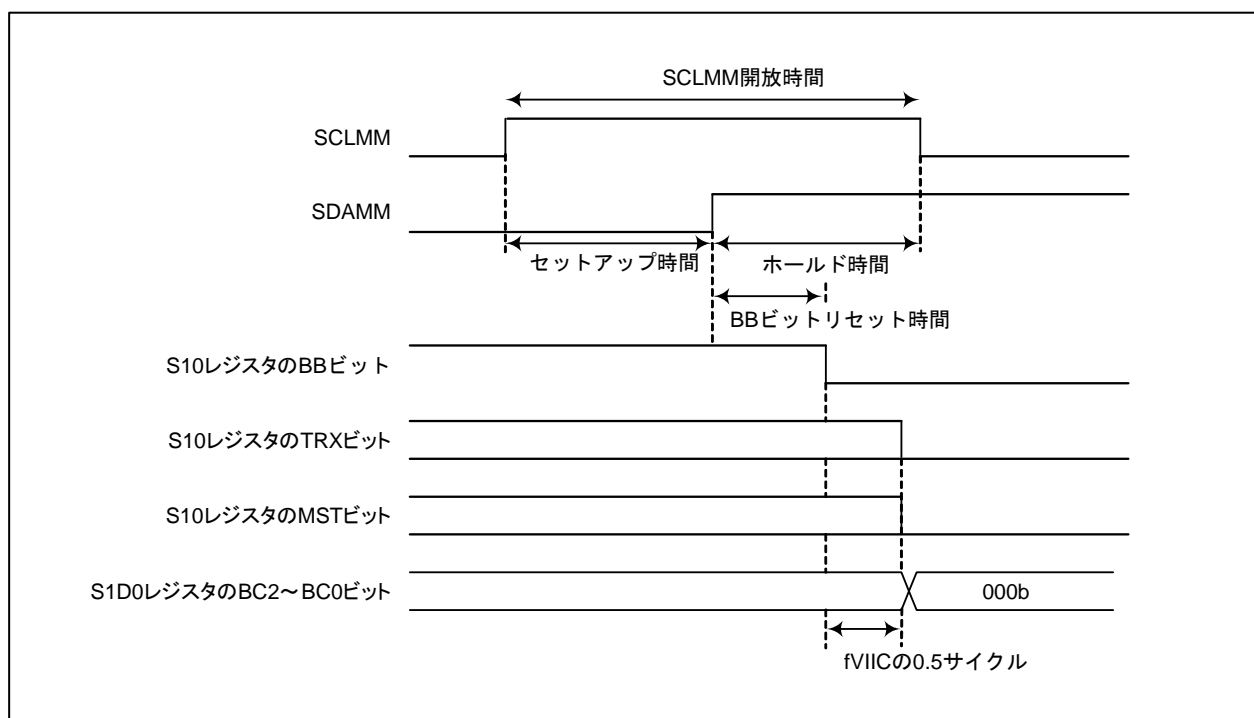 SCLMM開放時間
SCLMM
SDAMM
セットアップ時間
ホールド時間
BBビットリセット時間
S10レジスタのBBビット
S10レジスタのTRXビット
S10レジスタのMSTビット
S1D0レジスタのBC2～BC0ビット
000b
fVIICの0.5サイクル